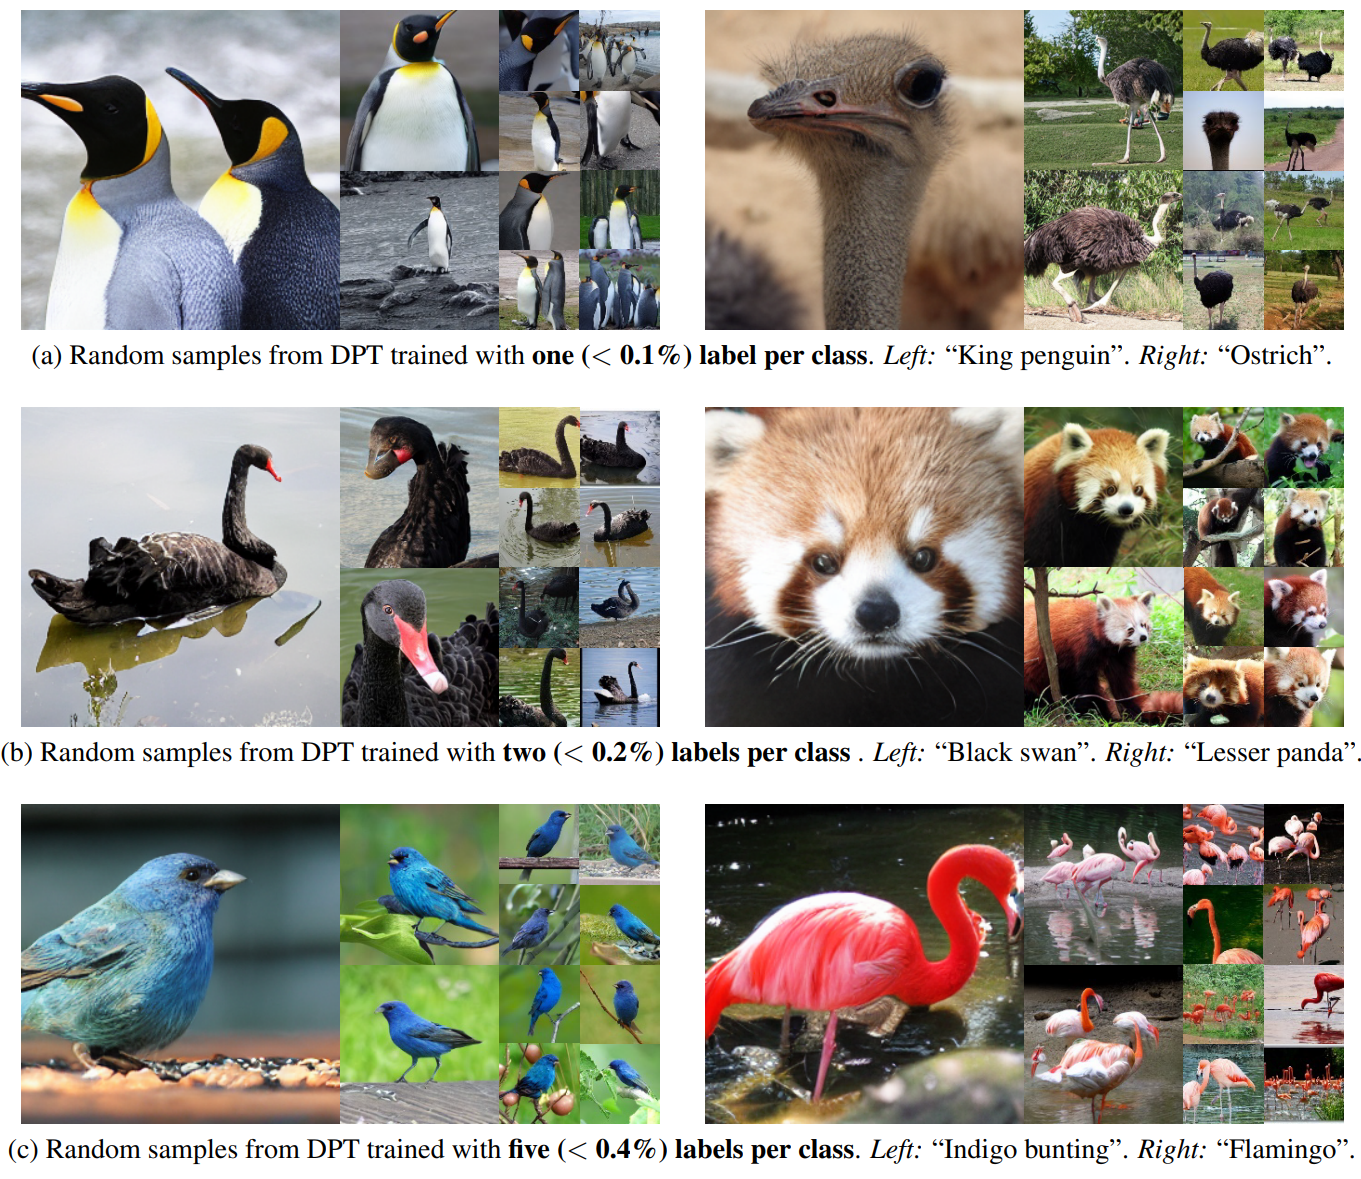 (a) Random samples from DPT trained with one (< 0.1%) label per class. Left: “King penguin”. Right: “Ostrich”.
(b) Random samples from DPT trained with two (< 0.2%) labels per class . Left: “Black swan”. Right: “Lesser panda”.
(c) Random samples from DPT trained with five (< 0.4%) labels per class. Left: “Indigo bunting”. Right: “Flamingo”.